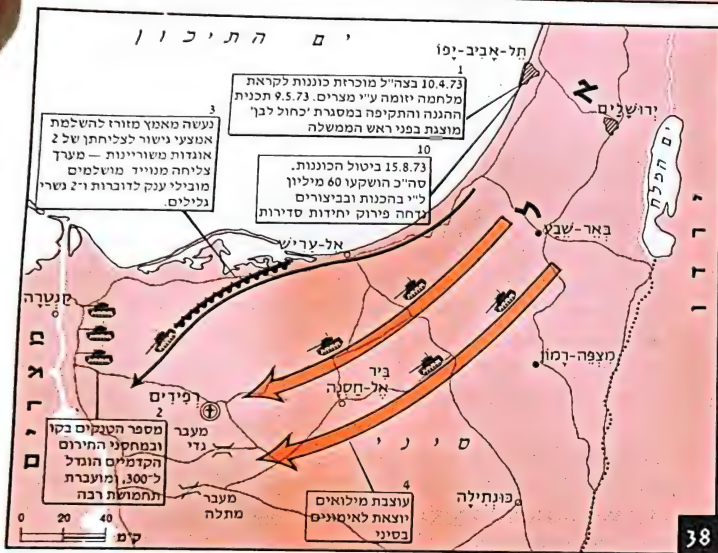 ים התיכון
תל-אביב-יפו
1
10.4.73 בצה"ל מוכרזת כוננות לקראת
מלחמה יזומה ע"י מצרים. 9.5.73 תכנית
ההגנה והתקיפה במסגרת 'כחול לבן'
מוצגת בפני ראש הממשלה
ירושלים
ים המלח
ירדן
3
נעשה מאמץ מזורז להשלמת
אמצעי גישור לצליחתן של 2
אוגדות משוריינות — מערך
צליחה מנוייד מושלמים
מובילי ענק לדוברות ו-2 גשרי
גלילים.
10
15.8.73 ביטול הכוננות.
סה"כ הושקעו 60 מיליון
ל"י בהכנות ובביצורים
נדחה פירוק יחידות סדירות
אל-עריש
באר-שבע
קנטרה
מצרים
מצפה-רמון
ביר
אל-חסנה
רפידים
סיני
2
מספר הטנקים בקו
ובמחסני החירום
הקדמיים הוגדל
ל-300, ומועברת
תחמושת רבה
מעבר
גדי
מעבר
מתלה
4
עוצבת מילואים
יוצאת לאימונים
בסיני
כונתילה
0 20 40
ק"מ
38